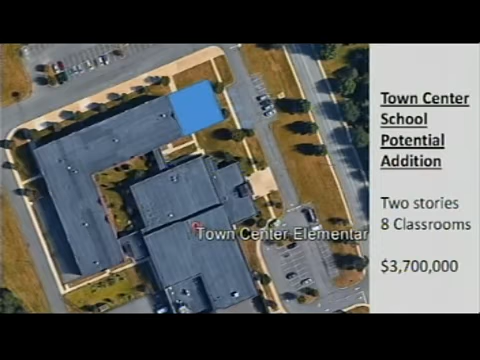 Town Center
School
Potential
Addition
Two stories
8 Classrooms
$3,700,000
Town Center Elementar